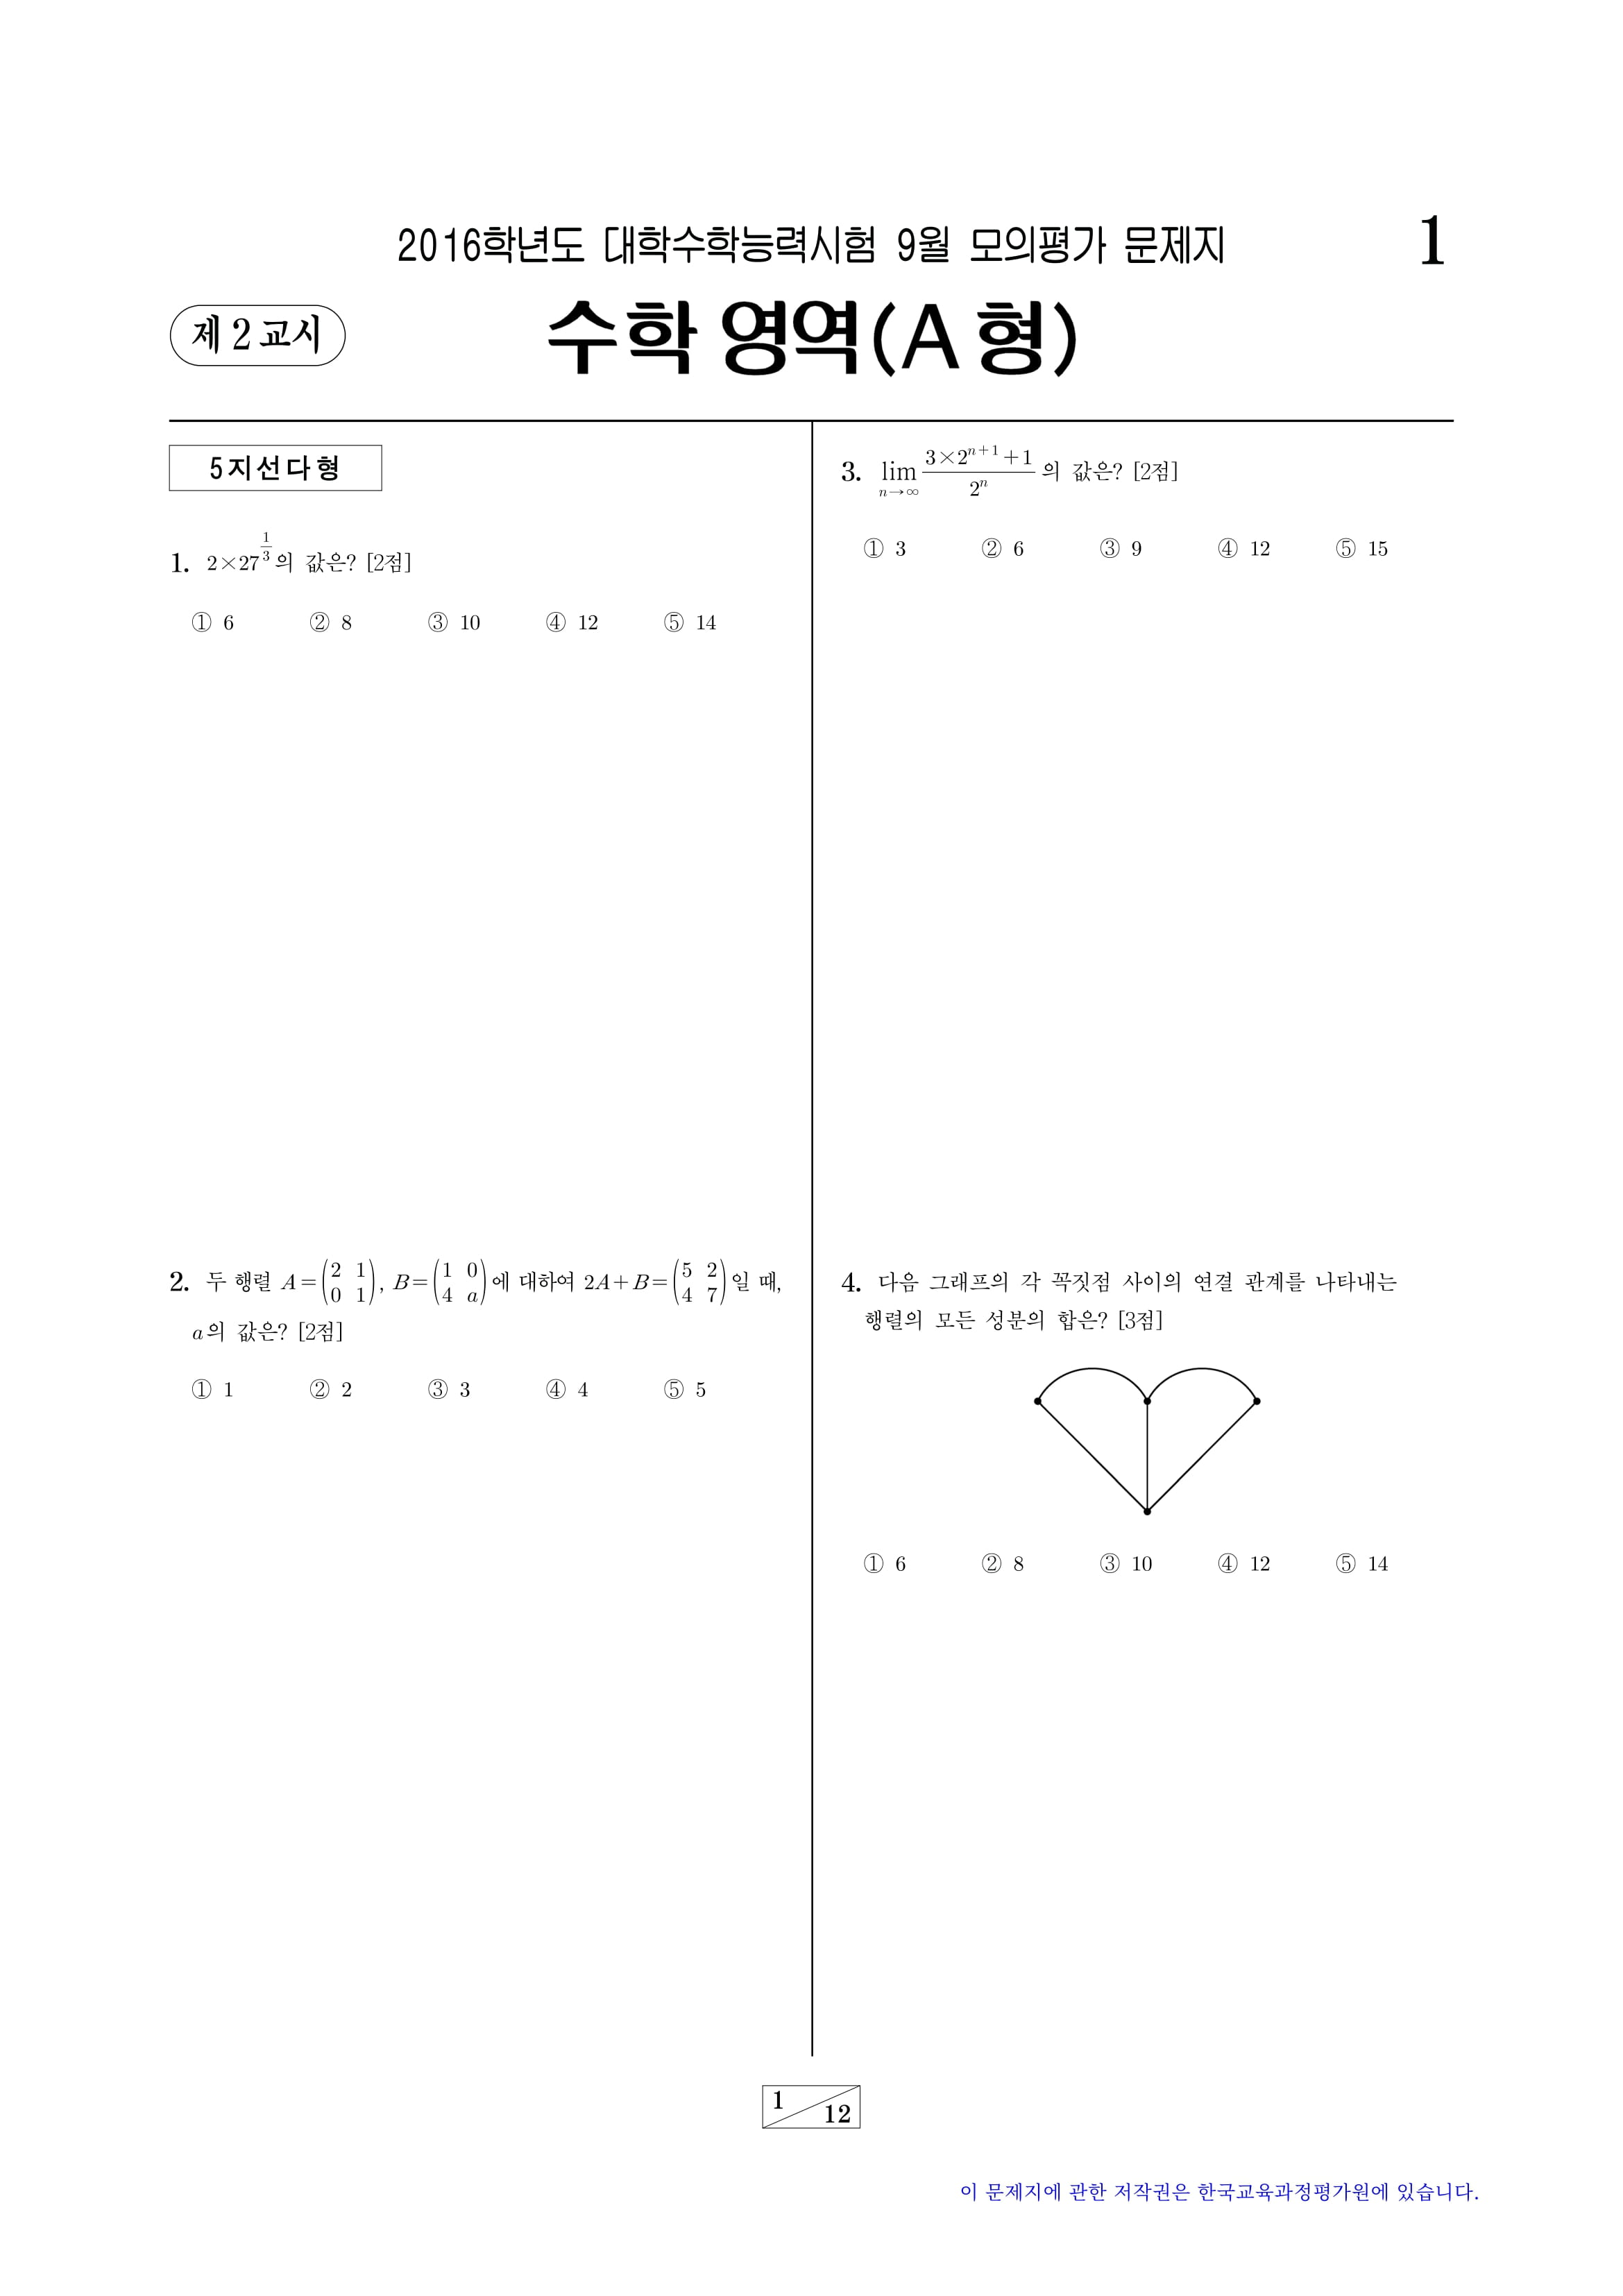 2016학년도 대학수학능력시험 9월 모의평가 문제지
1
제 2 교시
수학 영역(A 형)
5지선다형
1. 2×27^{\frac{1}{3}}의 값은? [2점]
① 6 ② 8 ③ 10 ④ 12 ⑤ 14
2. 두 행렬 A=\begin{pmatrix} 2 & 1 \\ 0 & 1 \end{pmatrix}, B=\begin{pmatrix} 1 & 0 \\ 4 & a \end{pmatrix}에 대하여 2A+B=\begin{pmatrix} 5 & 2 \\ 4 & 7 \end{pmatrix}일 때,
a의 값은? [2점]
① 1 ② 2 ③ 3 ④ 4 ⑤ 5
3. \lim_{n→∞} \frac{3×2^{n+1}+1}{2^n} 의 값은? [2점]
① 3 ② 6 ③ 9 ④ 12 ⑤ 15
4. 다음 그래프의 각 꼭짓점 사이의 연결 관계를 나타내는
행렬의 모든 성분의 합은? [3점]
① 6 ② 8 ③ 10 ④ 12 ⑤ 14
1 12
이 문제지에 관한 저작권은 한국교육과정평가원에 있습니다.